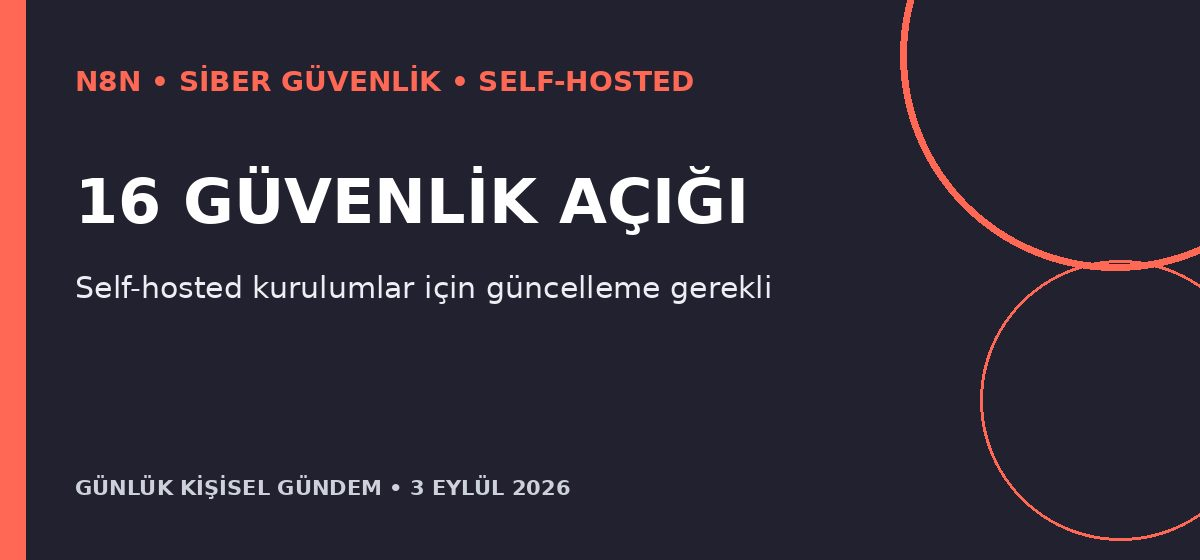 N8N • SİBER GÜVENLİK • SELF-HOSTED
16 GÜVENLİK AÇIĞI
Self-hosted kurulumlar için güncelleme gerekli
GÜNLÜK KİŞİSEL GÜNDEM • 3 EYLÜL 2026